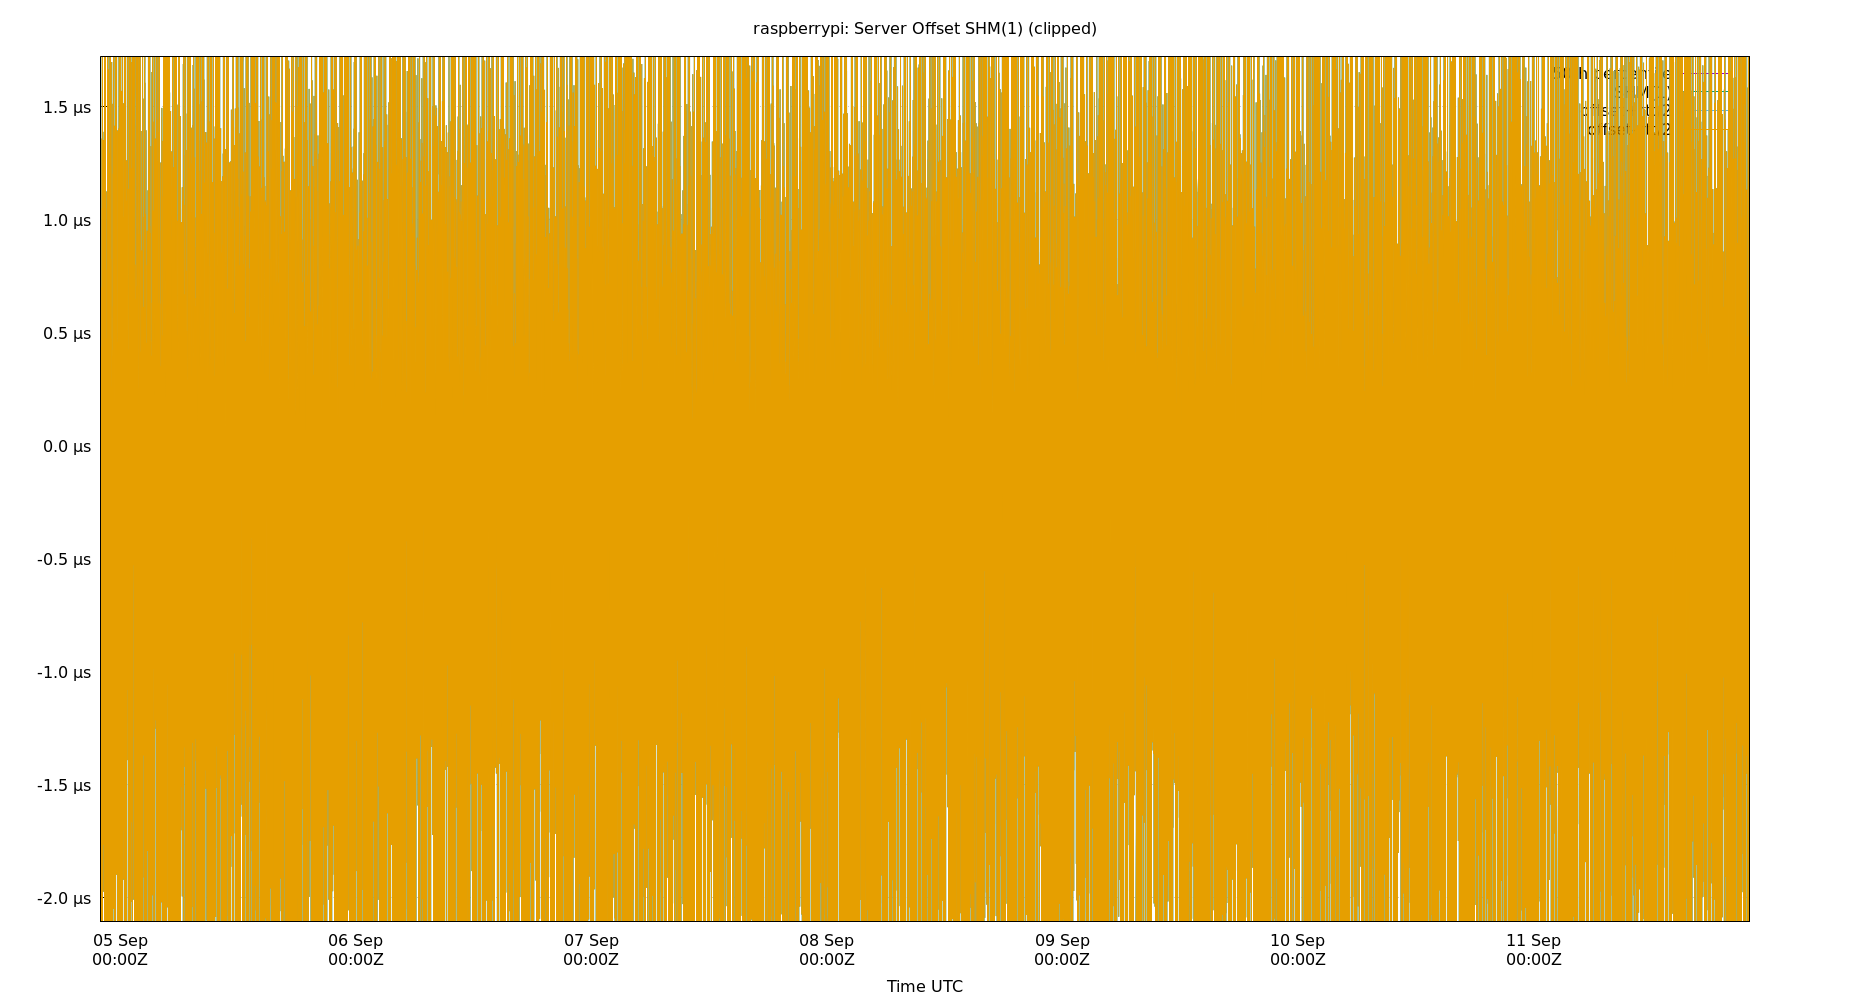 raspberrypi: Server Offset SHM(1) (clipped)
1.5 µs
1.0 µs
0.5 µs
0.0 µs
-0.5 µs
-1.0 µs
-1.5 µs
-2.0 µs
05 Sep 06 Sep 07 Sep 08 Sep 09 Sep 10 Sep 11 Sep
00:00Z 00:00Z 00:00Z 00:00Z 00:00Z 00:00Z 00:00Z
Time UTC